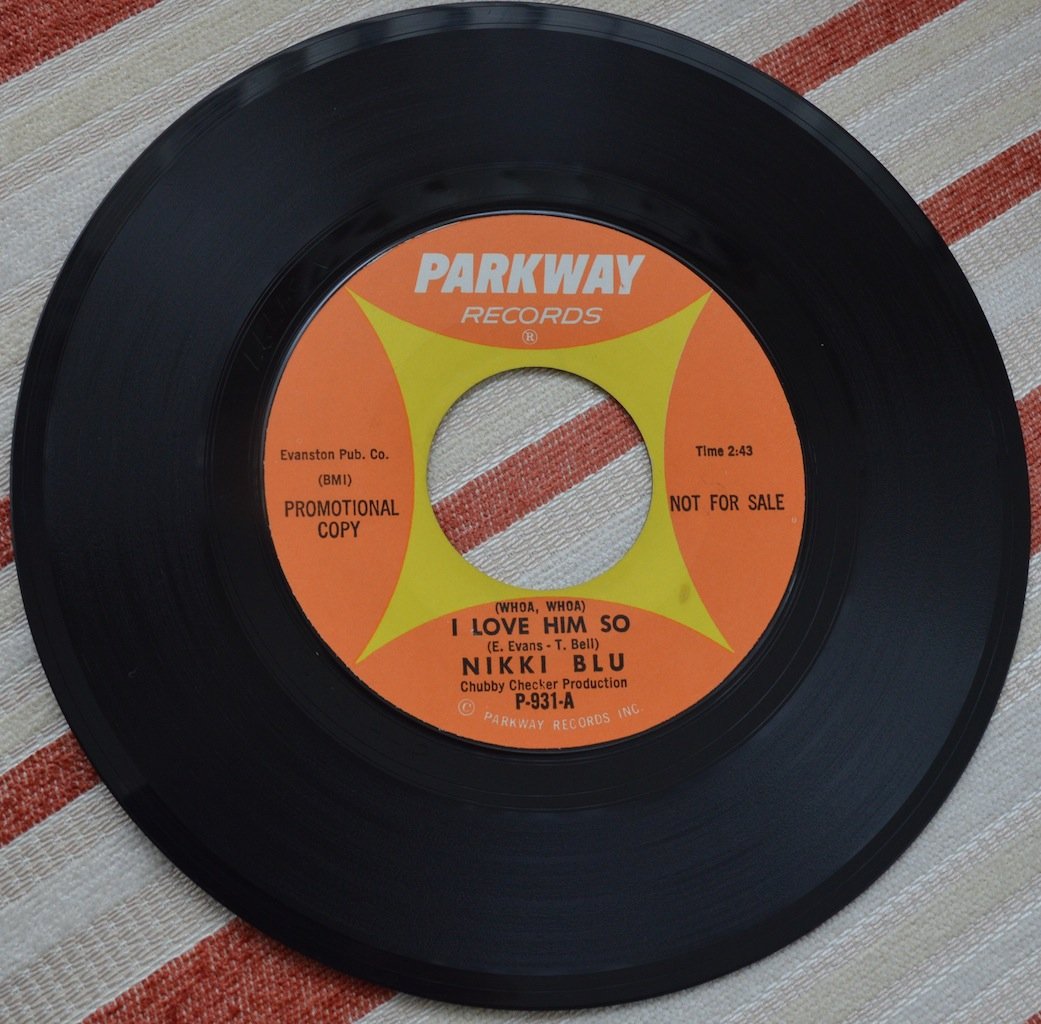 PARKWAY
RECORDS
®
Evanston Pub. Co.
(BMI)
PROMOTIONAL
COPY
Time 2:43
NOT FOR SALE
(WHOA, WHOA)
I LOVE HIM SO
(E. Evans - T. Bell)
NIKKI BLU
Chubby Checker Production
P-931-A
© PARKWAY RECORDS INC.